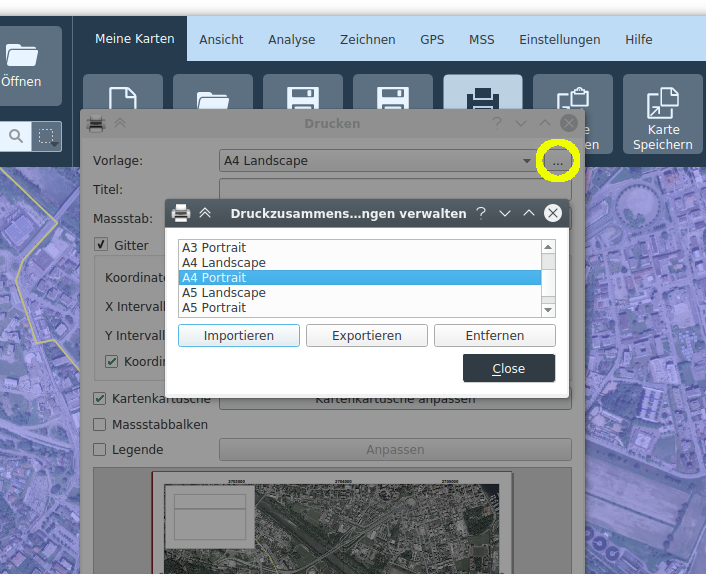 Meine Karten Ansicht Analyse Zeichnen GPS MSS Einstellungen Hilfe
Öffnen
Karte
Speichern
Drucken
Vorlage: A4 Landscape ...
Titel:
Massstab:
Druckzusammens...ngen verwalten
Gitter
A3 Portrait
A4 Landscape
A4 Portrait
A5 Landscape
A5 Portrait
X Intervall
Y Intervall
Importieren Exportieren Entfernen
Close
Kartenkartusche Kartenkartusche anpassen
Massstabbalken
Legende Anpassen